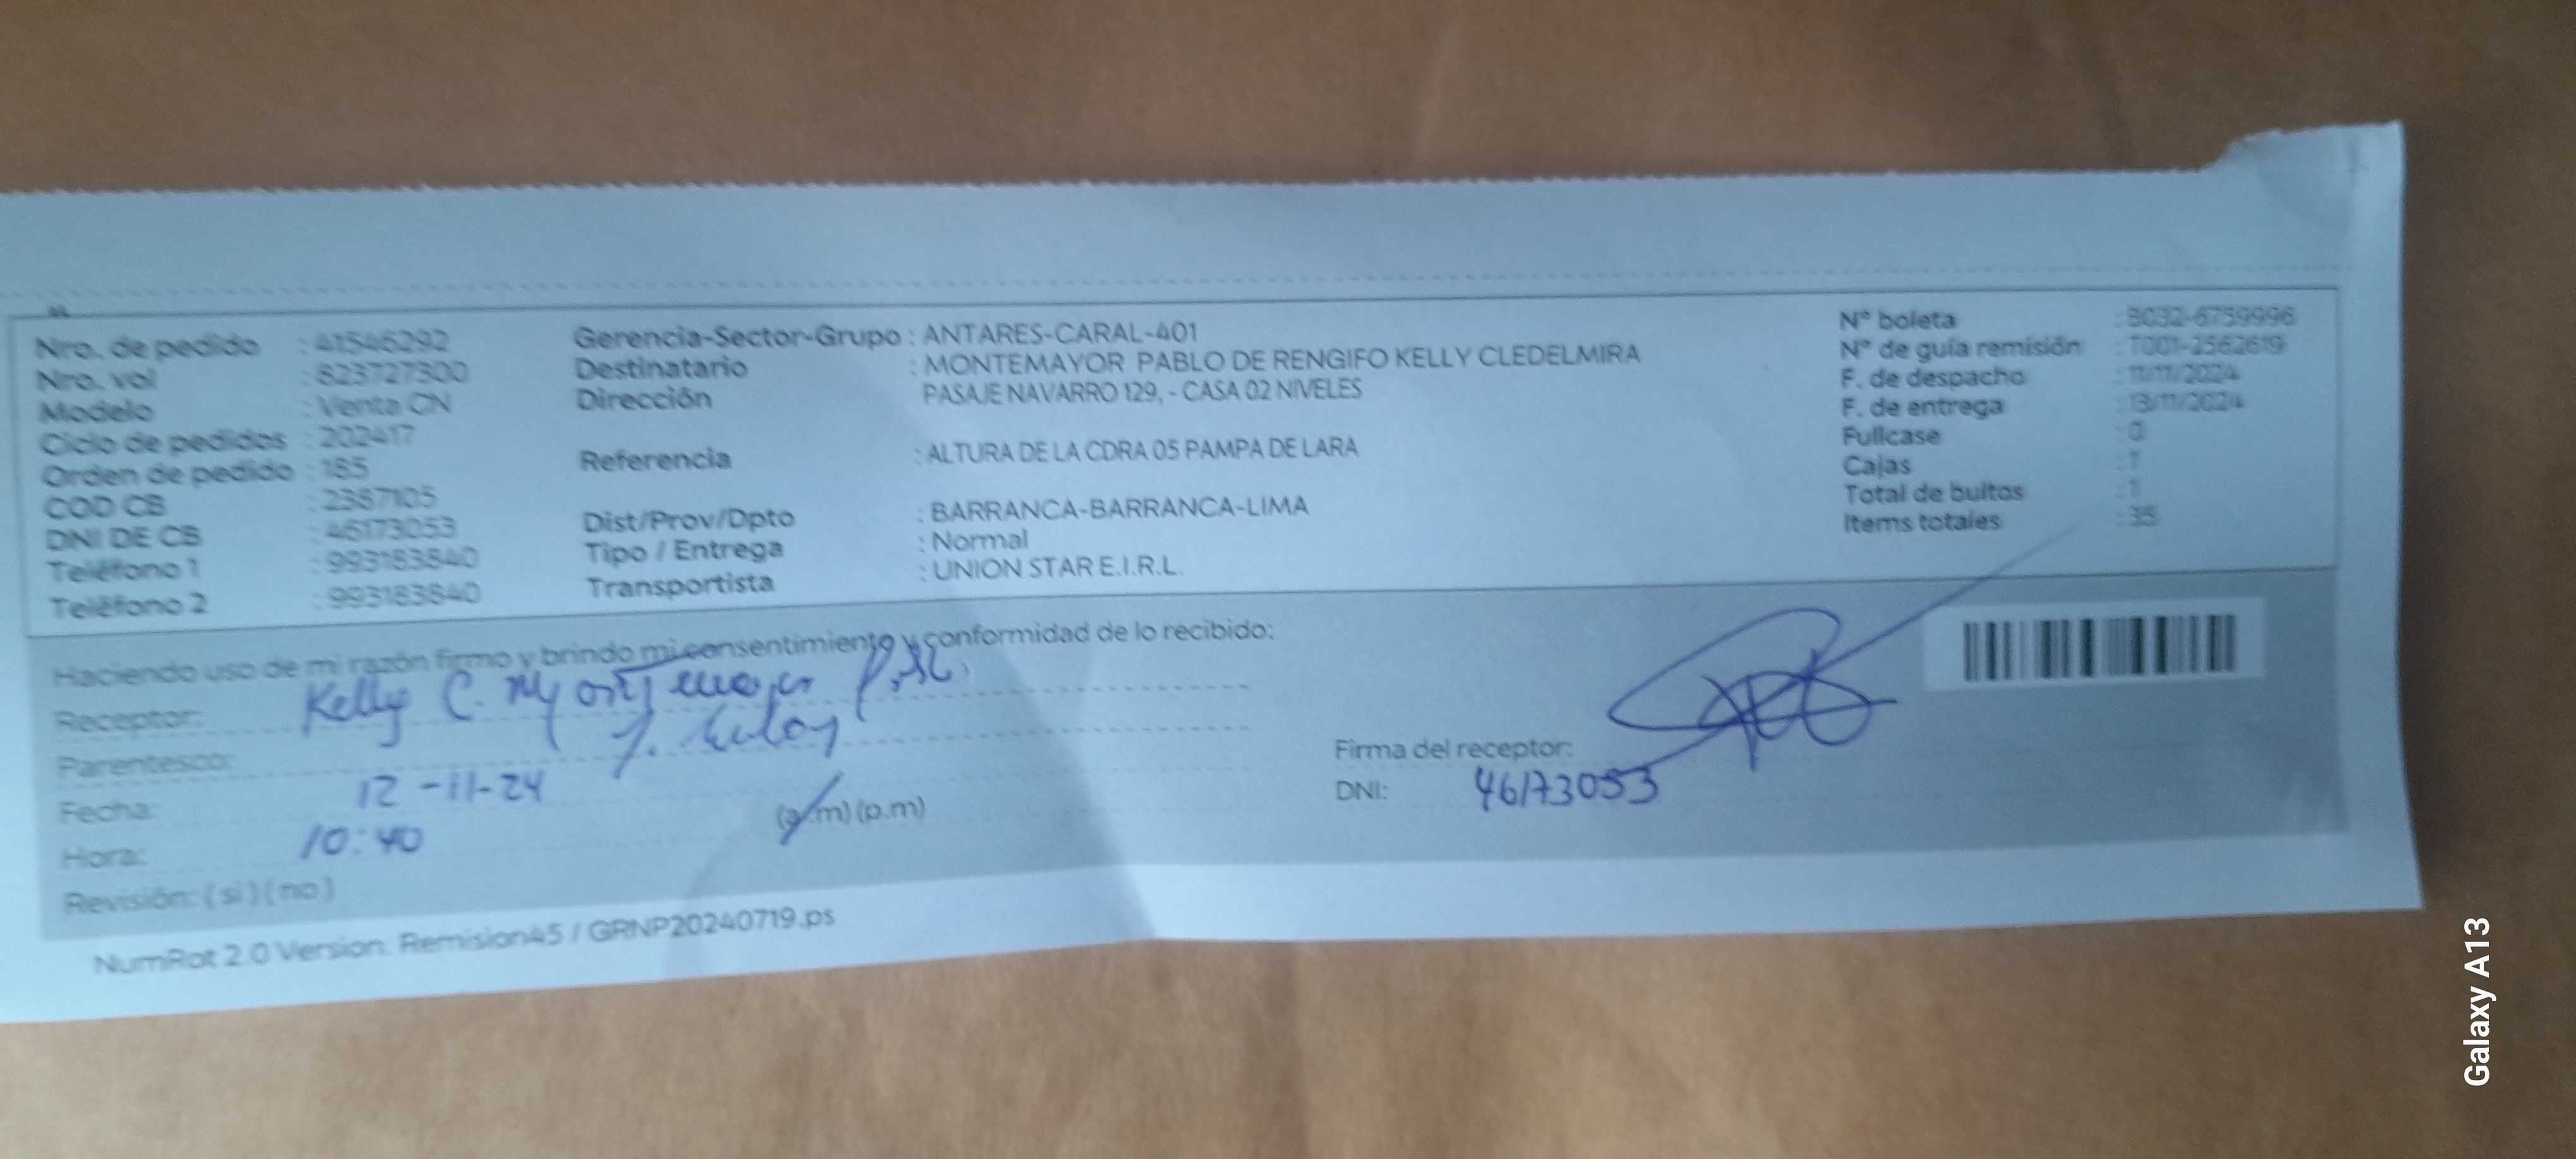 Nro. de pedido : 41546292
Nro. vol : 823727300
Modelo : Venta CN
Ciclo de pedidos : 202417
Orden de pedido : 185
COD CB : 2387105
DNI DE CB : 46173053
Teléfono 1 : 993183840
Teléfono 2 : 993183840
Gerencia-Sector-Grupo : ANTARES-CARAL-401
Destinatario : MONTEMAYOR PABLO DE RENGIFO KELLY CLEDELMIRA
Dirección PASAJE NAVARRO 129, - CASA 02 NIVELES
Referencia : ALTURA DE LA CDRA 05 PAMPA DE LARA
Dist/Prov/Dpto : BARRANCA-BARRANCA-LIMA
Tipo / Entrega : Normal
Transportista : UNION STAR E.I.R.L.
N° boleta : B032-6759996
N° de guía remisión : T001-2562619
F. de despacho : 11/11/2024
F. de entrega : 13/11/2024
Fullcase : 0
Cajas : 1
Total de bultos : 1
Items totales : 35
Haciendo uso de mi razón firmo y brindo mi consentimiento y conformidad de lo recibido:
Receptor: Kelly C. Montemayor
Parentesco:
Fecha: 12-11-24
Hora: 10:40 (a.m) (p.m)
Revisión: ( si ) ( no )
Firma del receptor:
DNI: 46173053
NumRot 2.0 Version: Remision45 / GRNP20240719.ps
Galaxy A13